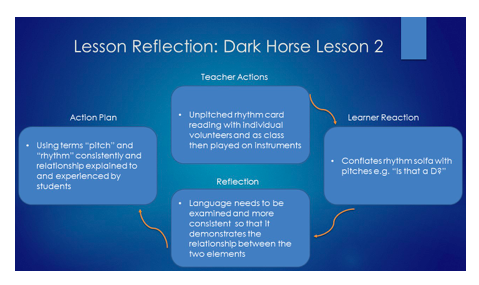 Lesson Reflection: Dark Horse Lesson 2
Teacher Actions
• Unpitched rhythm card
reading with individual
volunteers and as class
then played on instruments
Learner Reaction
• Conflates rhythm solfa with
pitches e.g. “Is that a D?”
Reflection
• Language needs to be
examined and more
consistent so that it
demonstrates the
relationship between the
two elements
Action Plan
• Using terms “pitch” and
“rhythm” consistently and
relationship explained to
and experienced by
students